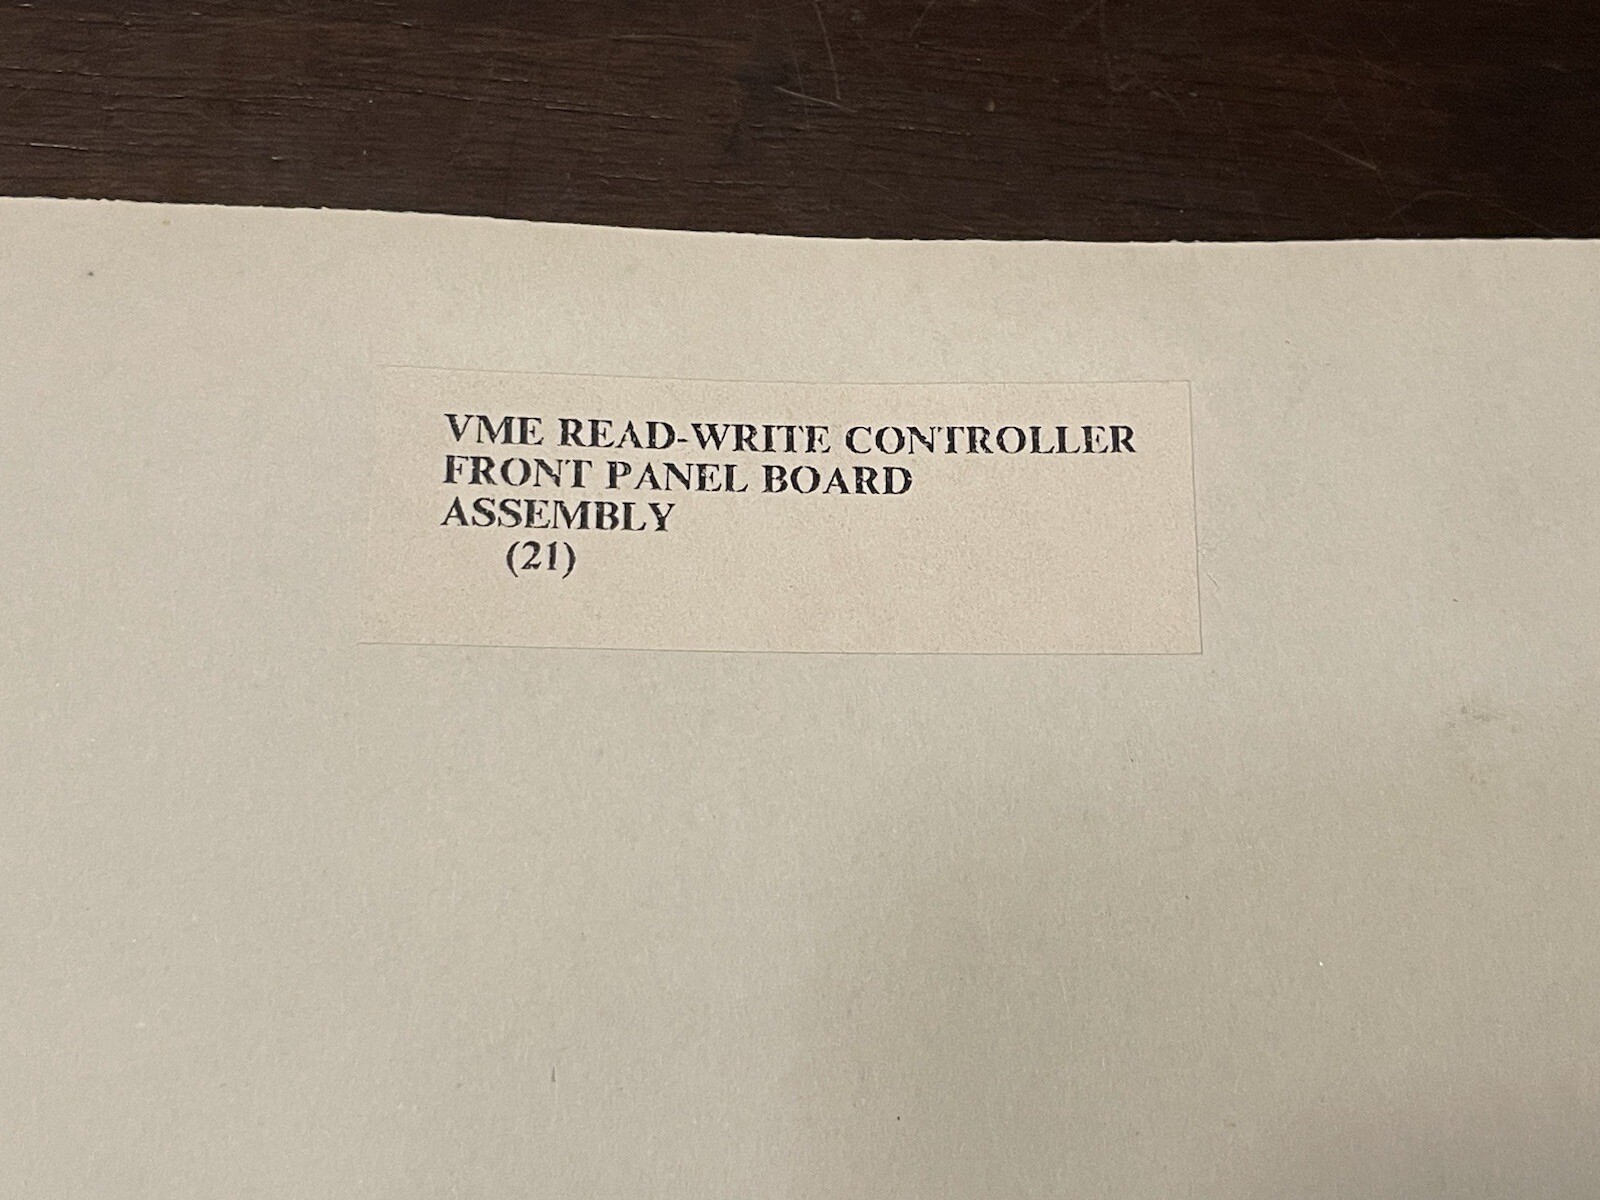 VME READ-WRITE CONTROLLER
FRONT PANEL BOARD
ASSEMBLY
(21)